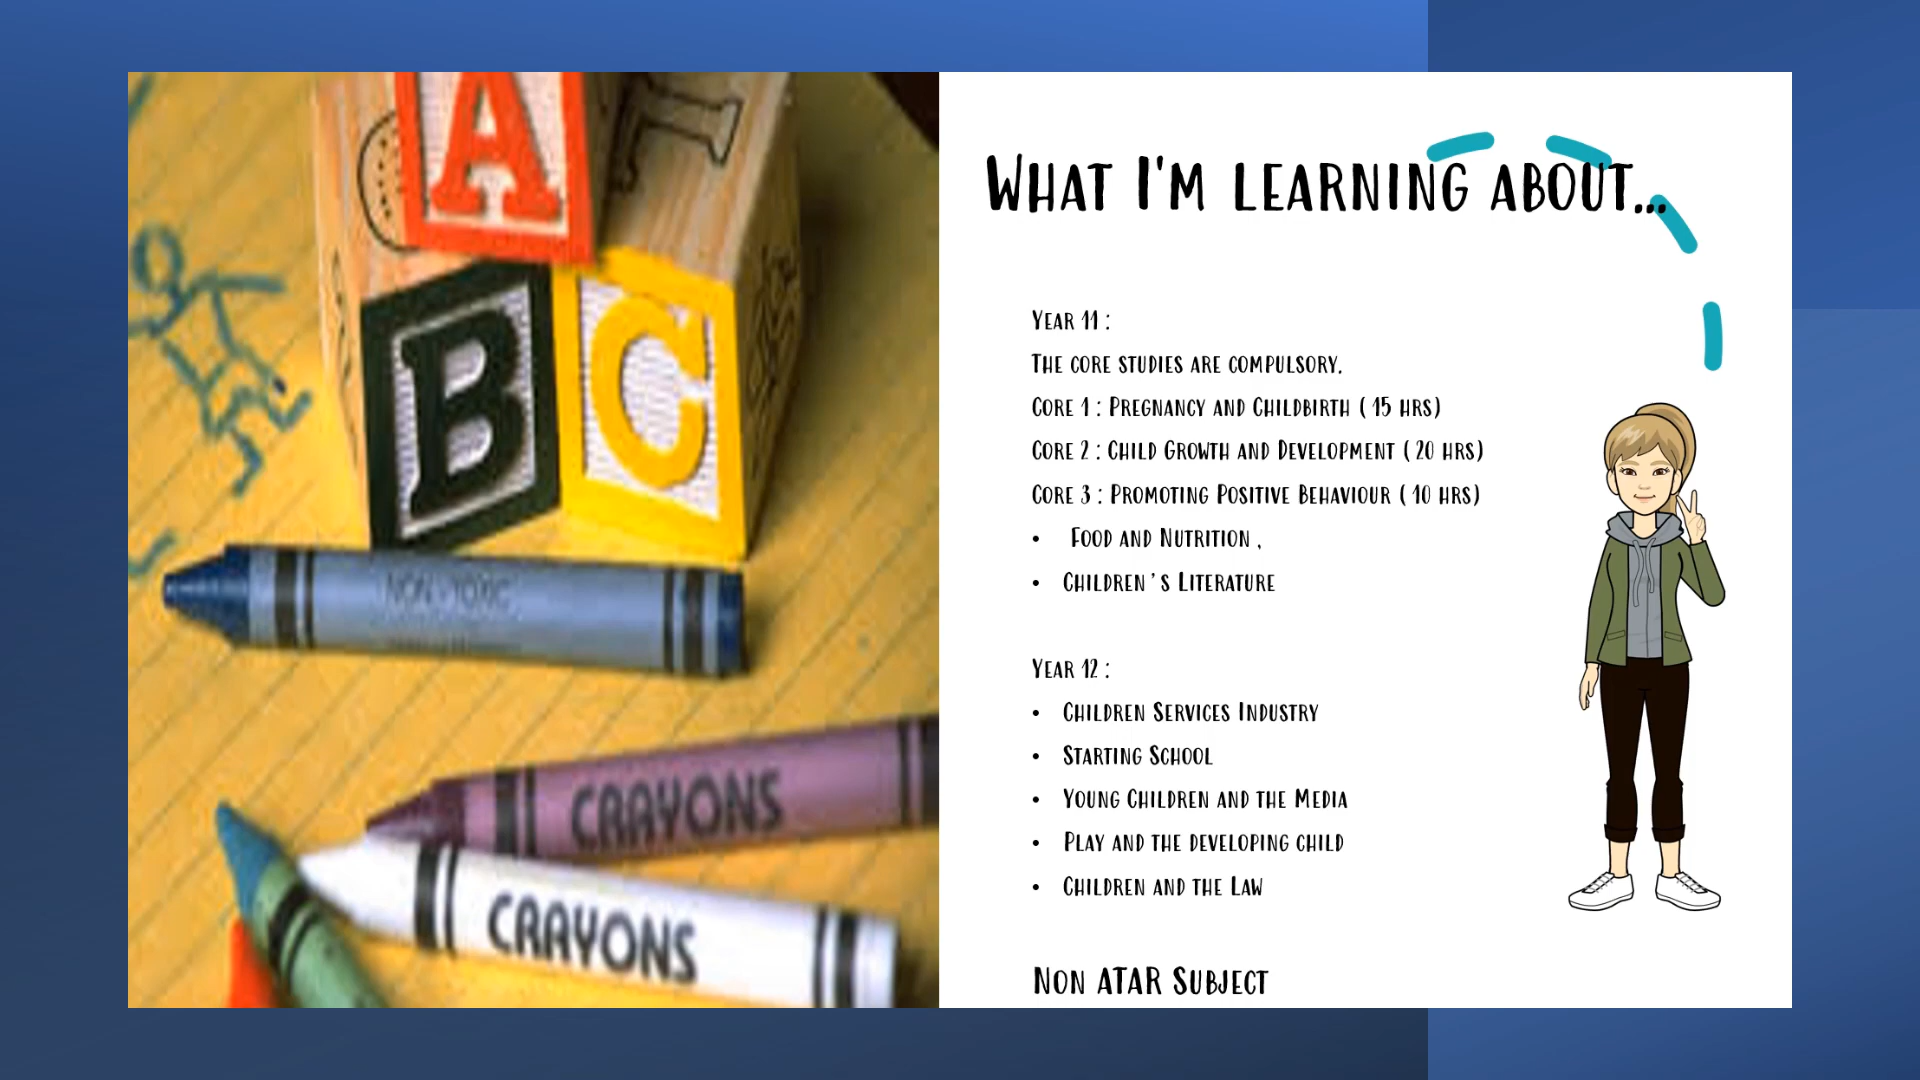 A
I
B
C
NON-TOXIC
CRAYONS
CRAYONS
WHAT I'M LEARNING ABOUT...
YEAR 11 :
THE CORE STUDIES ARE COMPULSORY.
CORE 1 : PREGNANCY AND CHILDBIRTH ( 15 HRS)
CORE 2 : CHILD GROWTH AND DEVELOPMENT ( 20 HRS)
CORE 3 : PROMOTING POSITIVE BEHAVIOUR ( 10 HRS)
• FOOD AND NUTRITION ,
• CHILDREN ' S LITERATURE
YEAR 12 :
• CHILDREN SERVICES INDUSTRY
• STARTING SCHOOL
• YOUNG CHILDREN AND THE MEDIA
• PLAY AND THE DEVELOPING CHILD
• CHILDREN AND THE LAW
NON ATAR SUBJECT